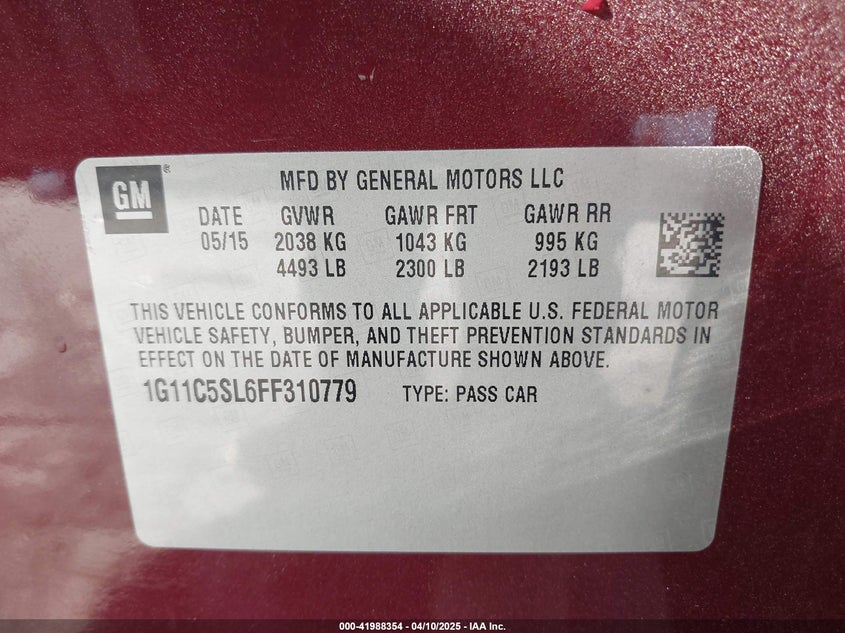 GM ® MFD BY GENERAL MOTORS LLC
DATE GVWR GAWR FRT GAWR RR
05/15 2038 KG 1043 KG 995 KG
4493 LB 2300 LB 2193 LB
THIS VEHICLE CONFORMS TO ALL APPLICABLE U.S. FEDERAL MOTOR
VEHICLE SAFETY, BUMPER, AND THEFT PREVENTION STANDARDS IN
EFFECT ON THE DATE OF MANUFACTURE SHOWN ABOVE.
1G11C5SL6FF310779 TYPE: PASS CAR
000-41988354 - 04/10/2025 - IAA Inc.